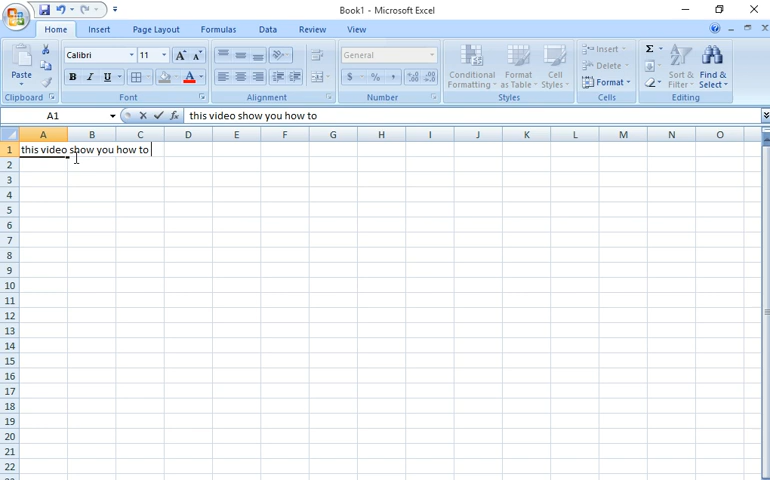 Book1 - Microsoft Excel
Home Insert Page Layout Formulas Data Review View
Paste
Clipboard
Calibri 11
B I U
Font
Alignment
General
$ % ,
Number
Conditional Formatting
Format as Table
Cell Styles
Styles
Insert
Delete
Format
Cells
Σ
Sort & Filter
Find & Select
Editing
A1 fx this video show you how to
A B C D E F G H I J K L M N O
1 this video show you how to
2
3
4
5
6
7
8
9
10
11
12
13
14
15
16
17
18
19
20
21
22